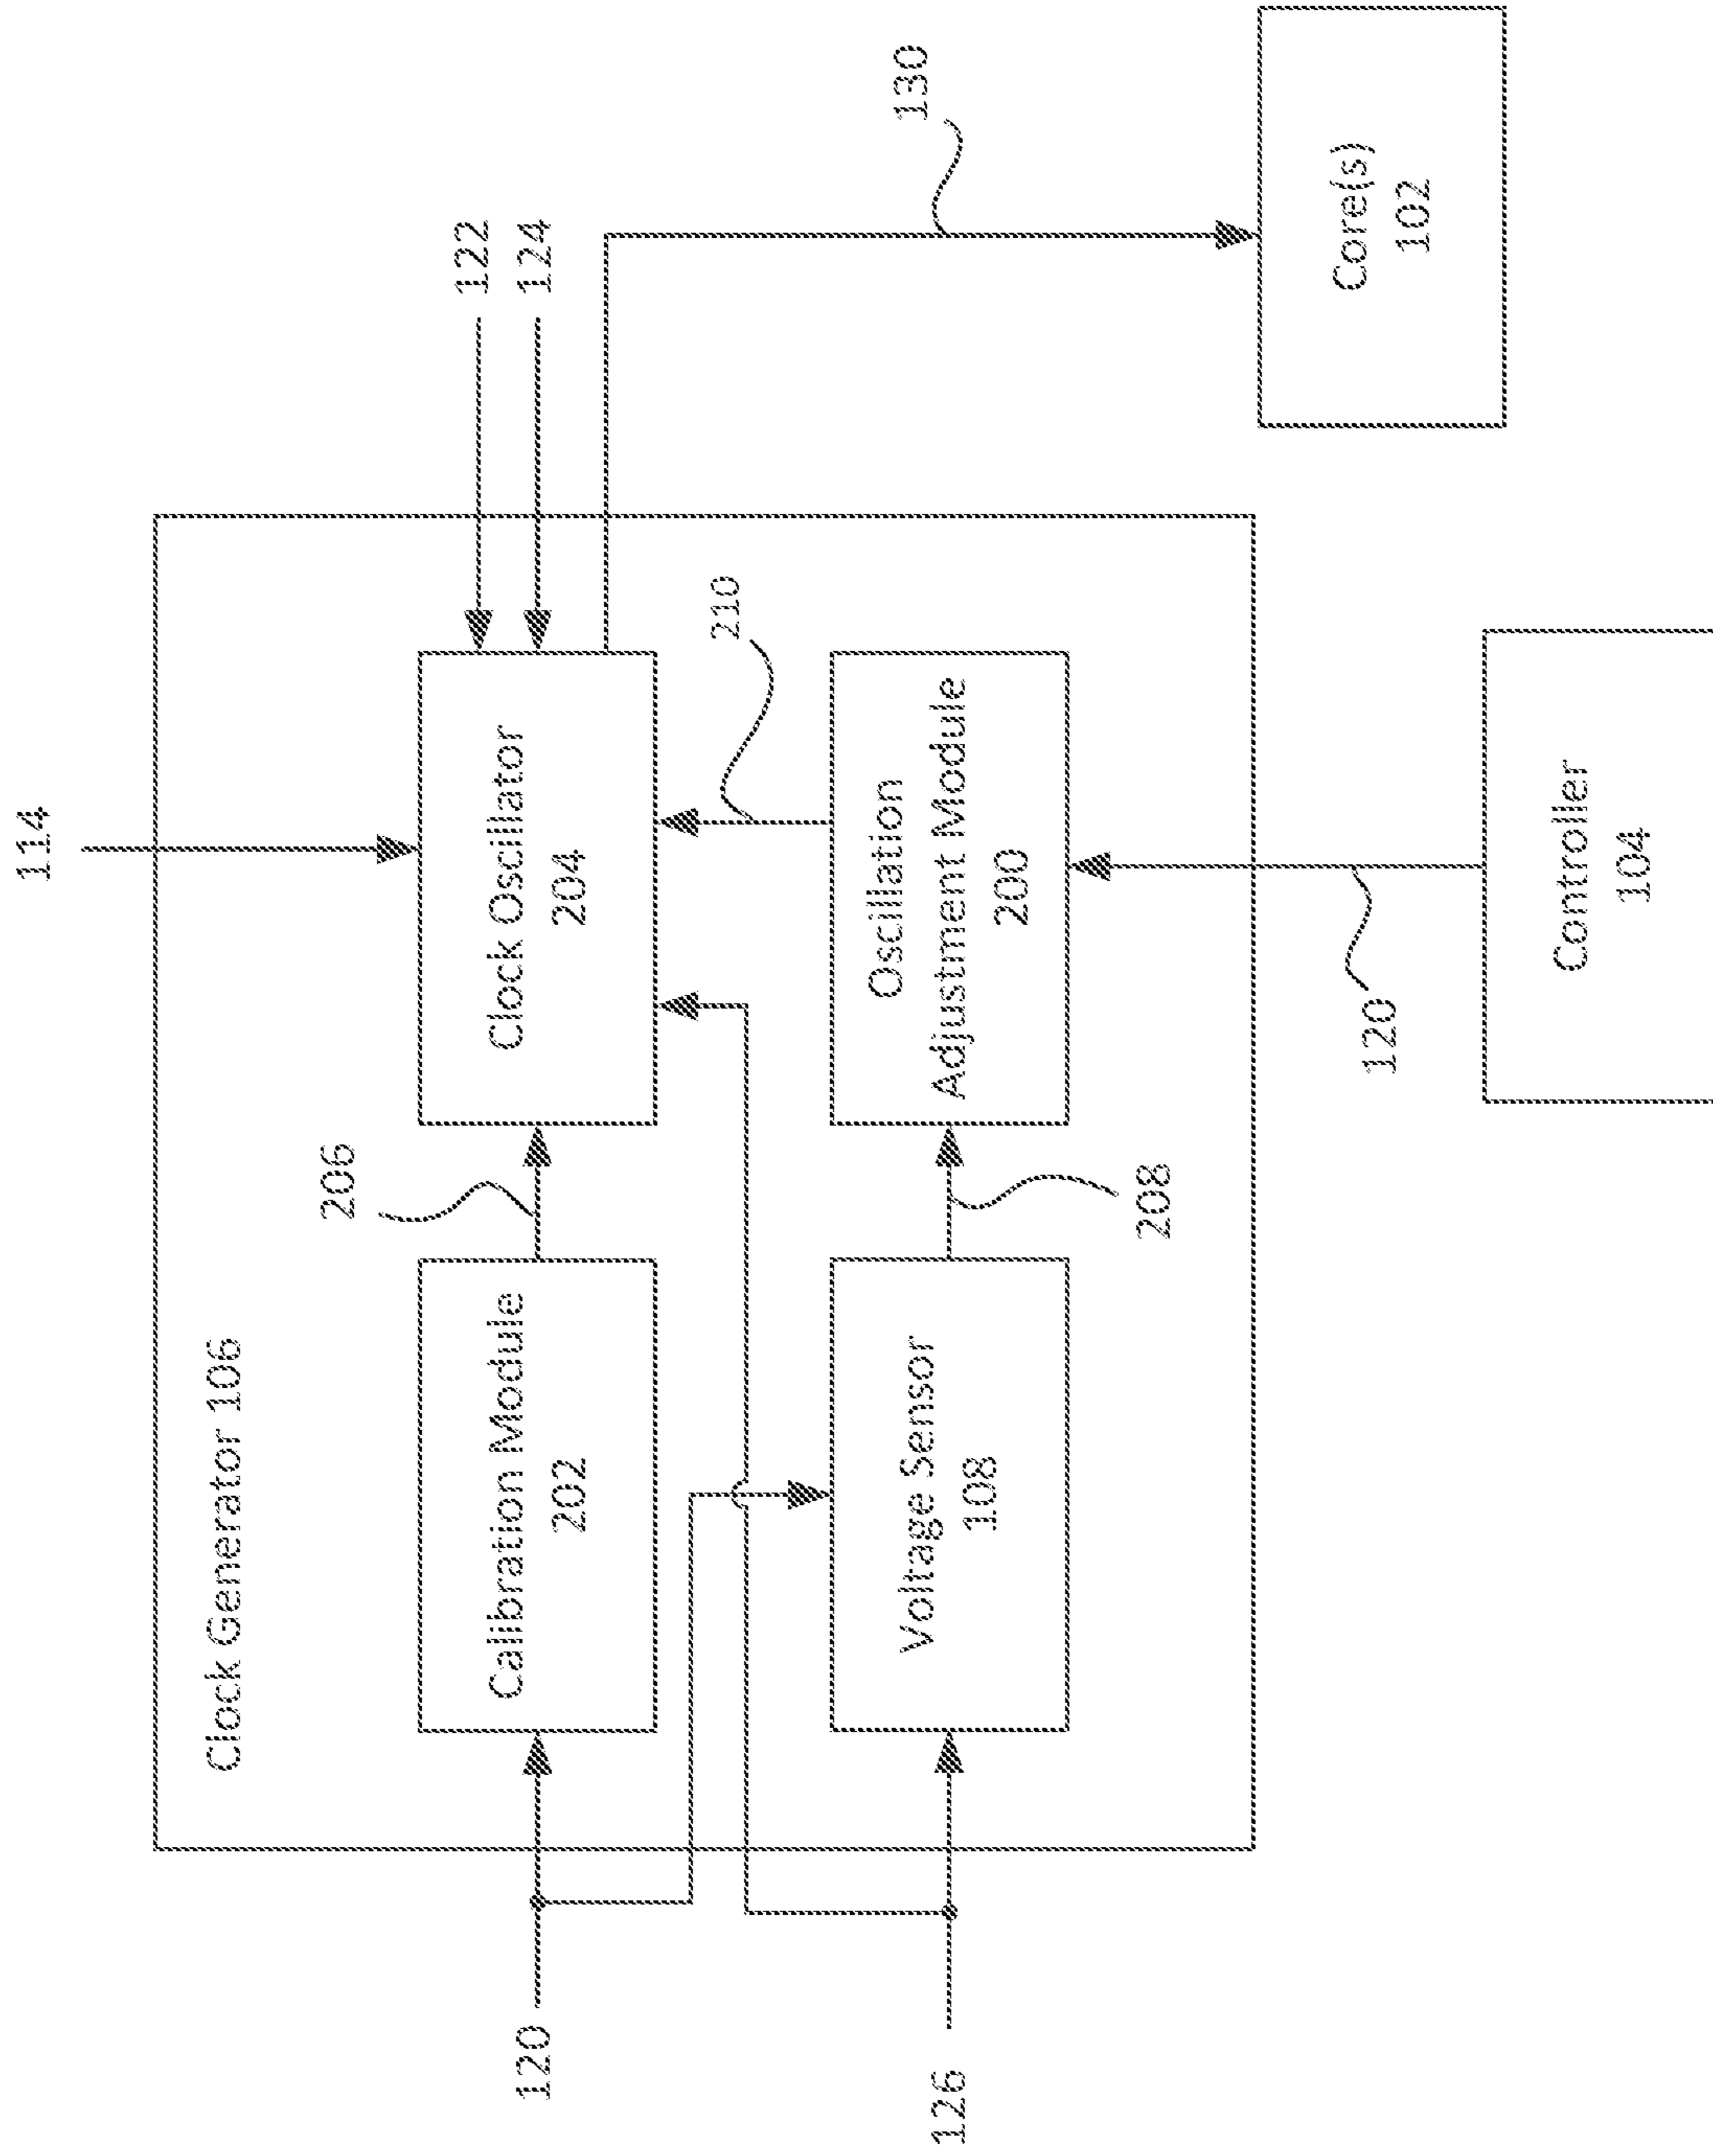 114
Clock Generator 106
122
124
206
Calibration Module
202
Clock Oscillator
204
120
130
210
Voltage Sensor
108
Oscillation
Adjustment Module
200
126
208
Core(s)
102
120
Controller
104